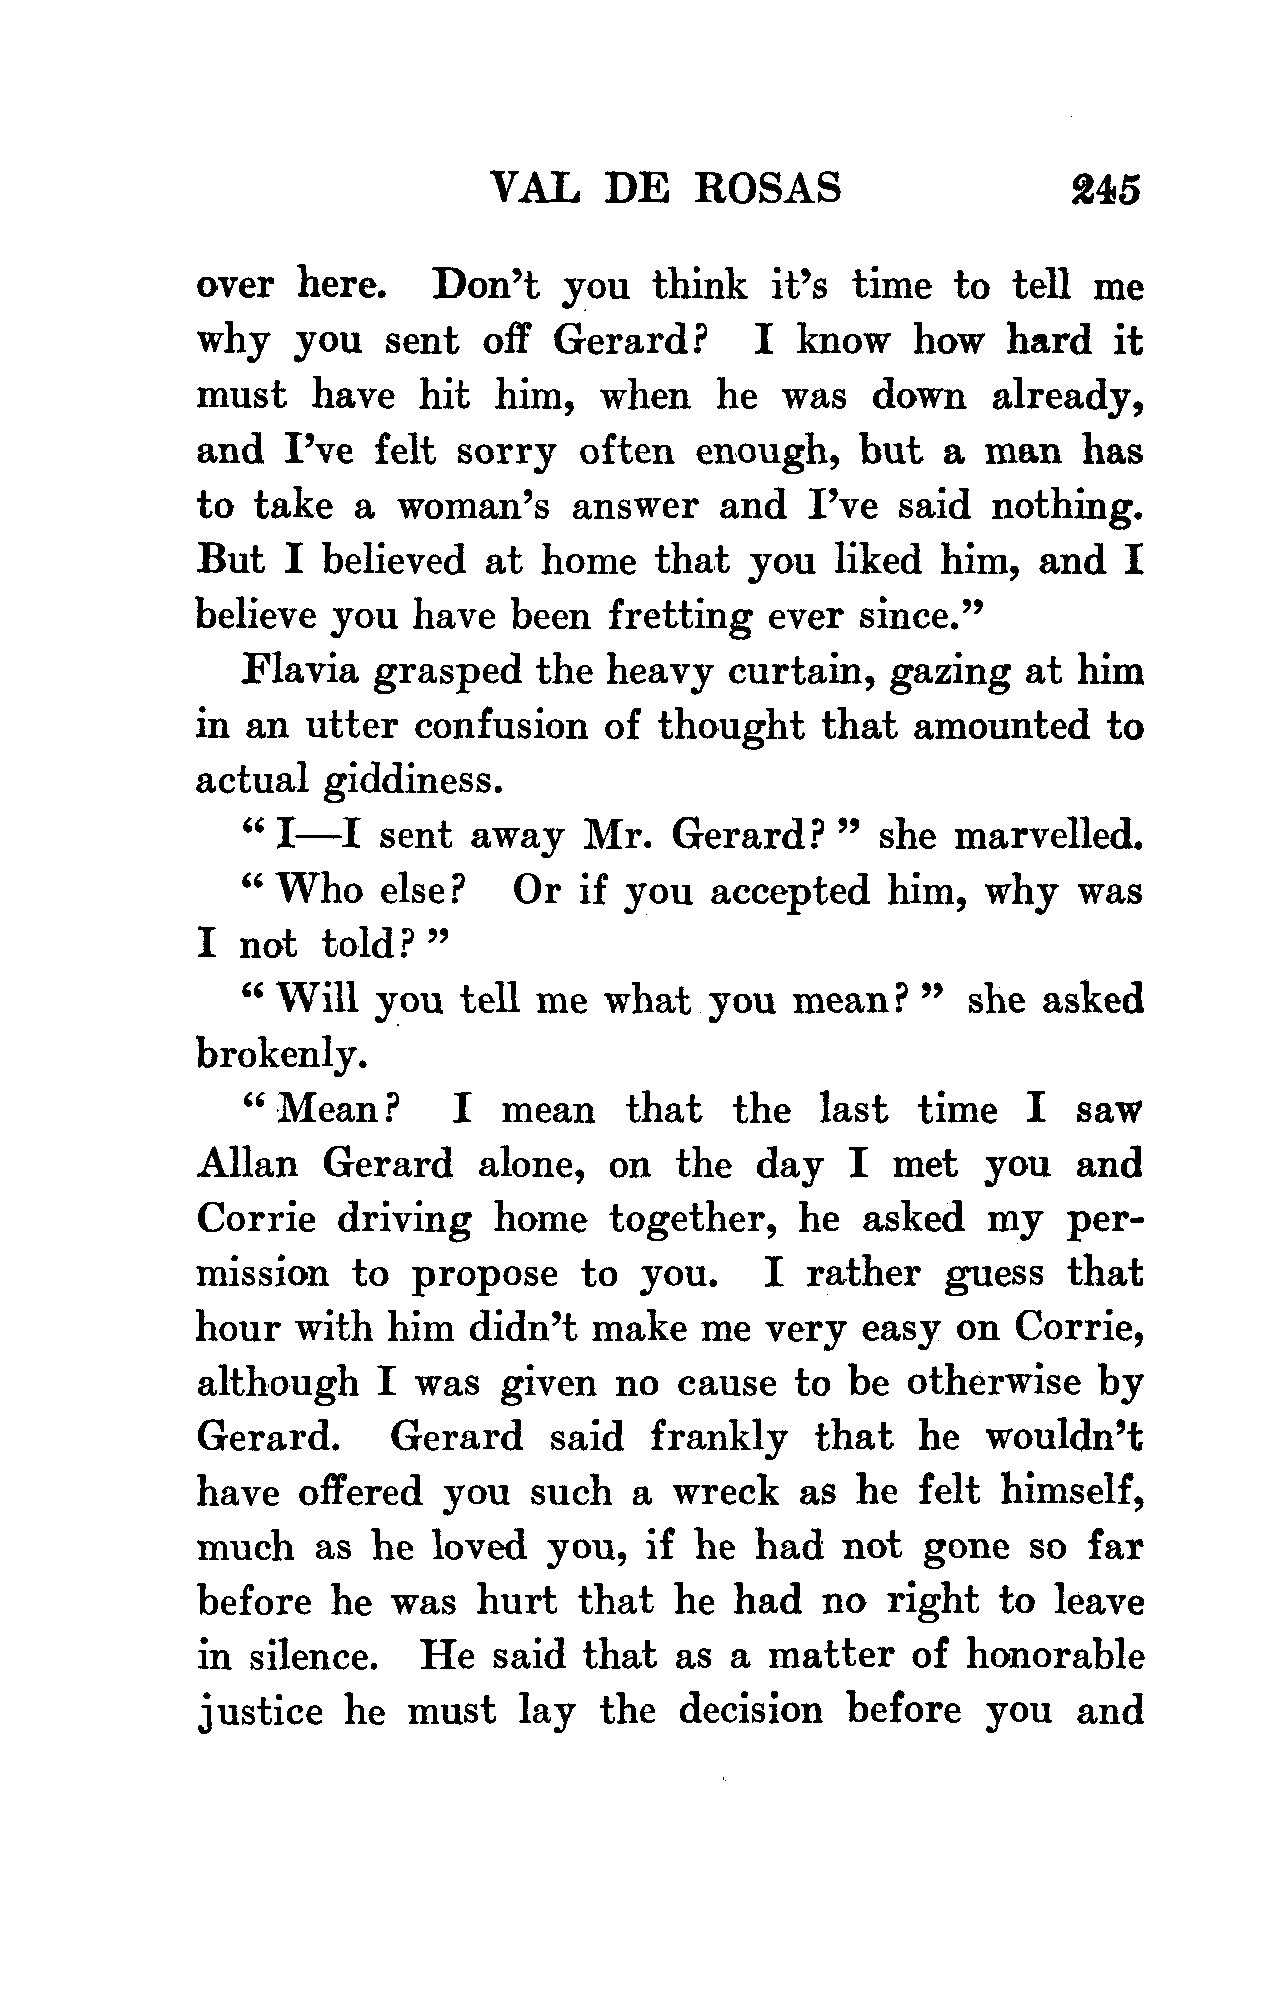 VAL DE ROSAS 245
over here. Don't you think it's time to tell me
why you sent off Gerard? I know how hard it
must have hit him, when he was down already,
and I've felt sorry often enough, but a man has
to take a woman's answer and I've said nothing.
But I believed at home that you liked him, and I
believe you have been fretting ever since."
Flavia grasped the heavy curtain, gazing at him
in an utter confusion of thought that amounted to
actual giddiness.
"I—I sent away Mr. Gerard?" she marvelled.
"Who else? Or if you accepted him, why was
I not told?"
"Will you tell me what you mean?" she asked
brokenly.
"Mean? I mean that the last time I saw
Allan Gerard alone, on the day I met you and
Corrie driving home together, he asked my per-
mission to propose to you. I rather guess that
hour with him didn't make me very easy on Corrie,
although I was given no cause to be otherwise by
Gerard. Gerard said frankly that he wouldn't
have offered you such a wreck as he felt himself,
much as he loved you, if he had not gone so far
before he was hurt that he had no right to leave
in silence. He said that as a matter of honorable
justice he must lay the decision before you and